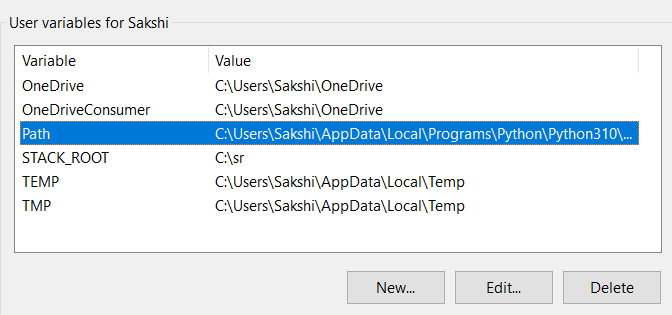 User variables for Sakshi
Variable Value
OneDrive C:\Users\Sakshi\OneDrive
OneDriveConsumer C:\Users\Sakshi\OneDrive
Path C:\Users\Sakshi\AppData\Local\Programs\Python\Python310\...
STACK_ROOT C:\sr
TEMP C:\Users\Sakshi\AppData\Local\Temp
TMP C:\Users\Sakshi\AppData\Local\Temp
New... Edit... Delete